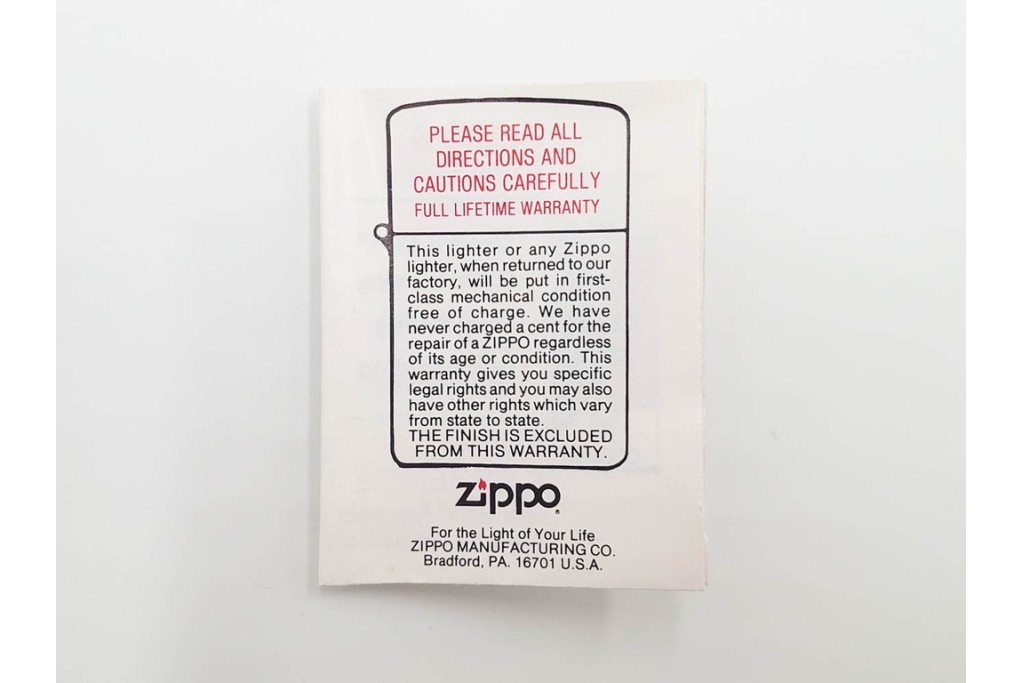 PLEASE READ ALL
DIRECTIONS AND
CAUTIONS CAREFULLY
FULL LIFETIME WARRANTY
This lighter or any Zippo
lighter, when returned to our
factory, will be put in first-
class mechanical condition
free of charge. We have
never charged a cent for the
repair of a ZIPPO regardless
of its age or condition. This
warranty gives you specific
legal rights and you may also
have other rights which vary
from state to state.
THE FINISH IS EXCLUDED
FROM THIS WARRANTY.
Zippo®
For the Light of Your Life
ZIPPO MANUFACTURING CO.
Bradford, PA. 16701 U.S.A.